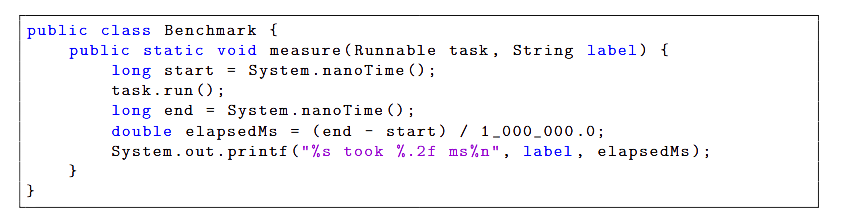 public class Benchmark {
    public static void measure(Runnable task, String label) {
        long start = System.nanoTime();
        task.run();
        long end = System.nanoTime();
        double elapsedMs = (end - start) / 1_000_000.0;
        System.out.printf("%s took %.2f ms%n", label, elapsedMs);
    }
}